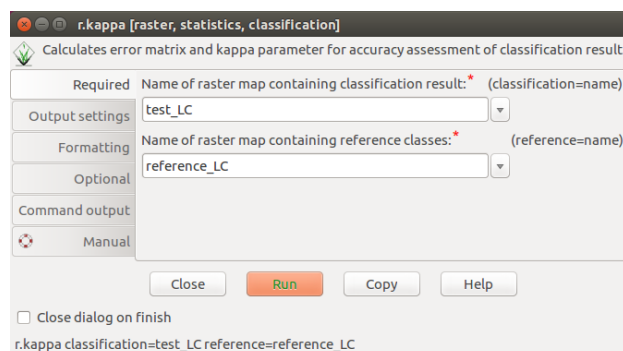 r.kappa [raster, statistics, classification]
Calculates error matrix and kappa parameter for accuracy assessment of classification result
Required
Name of raster map containing classification result:* (classification=name)
test_LC
Output settings
Name of raster map containing reference classes:* (reference=name)
Formatting
reference_LC
Optional
Command output
Manual
Close Run Copy Help
Close dialog on finish
r.kappa classification=test_LC reference=reference_LC